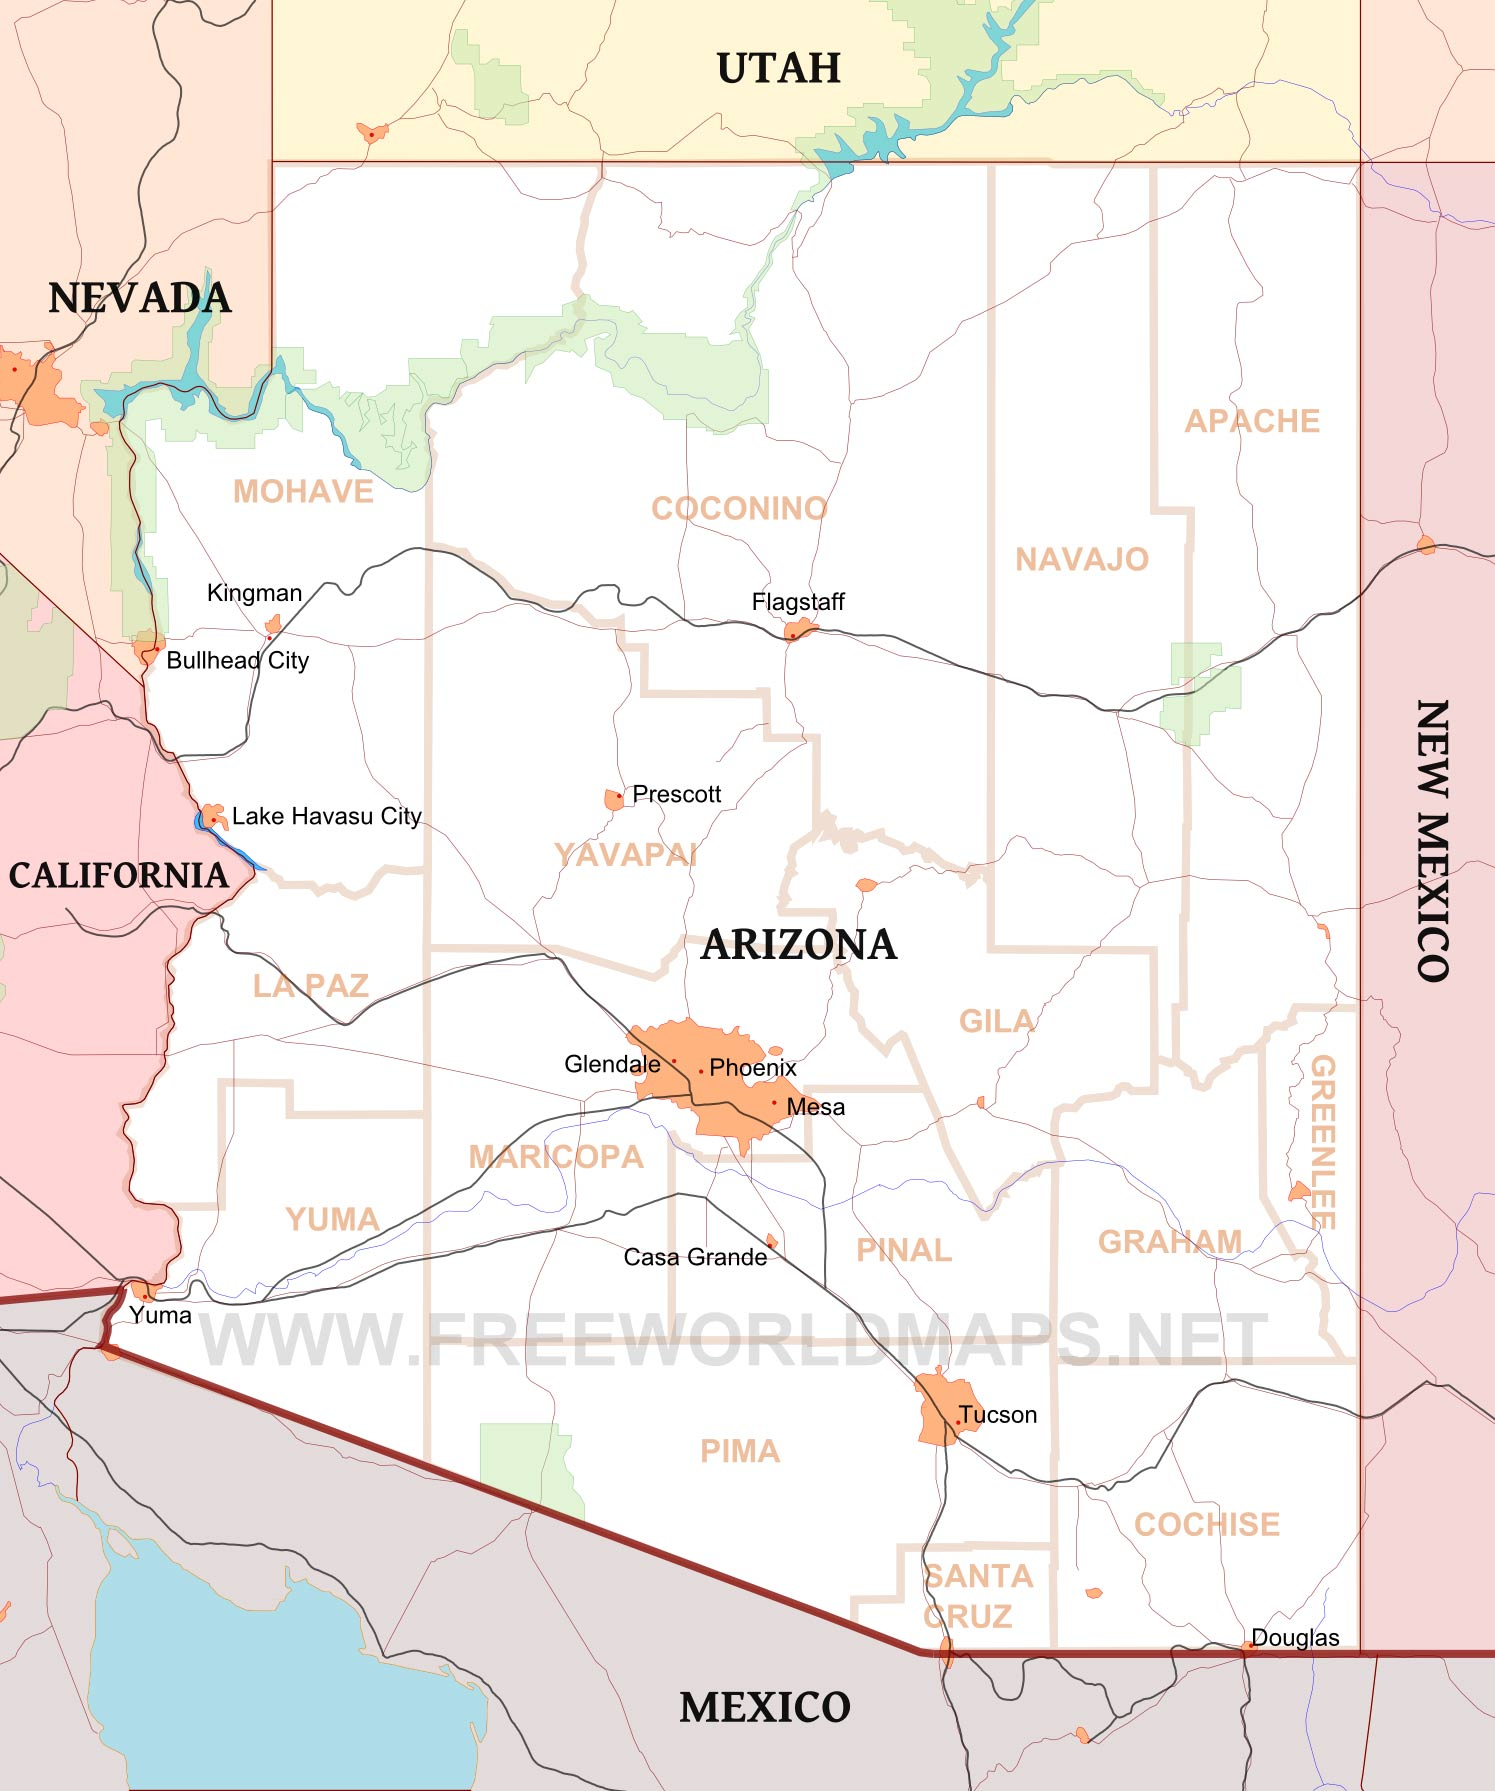 UTAH
NEVADA
APACHE
MOHAVE
COCONINO
NAVAJO
Kingman
Flagstaff
Bullhead City
NEW MEXICO
Prescott
Lake Havasu City
YAVAPAI
CALIFORNIA
ARIZONA
LA PAZ
GILA
Glendale
Phoenix
GREENLEE
Mesa
MARICOPA
YUMA
GRAHAM
PINAL
Casa Grande
Yuma
WWW.FREEWORLDMAPS.NET
Tucson
PIMA
COCHISE
SANTA
CRUZ
Douglas
MEXICO